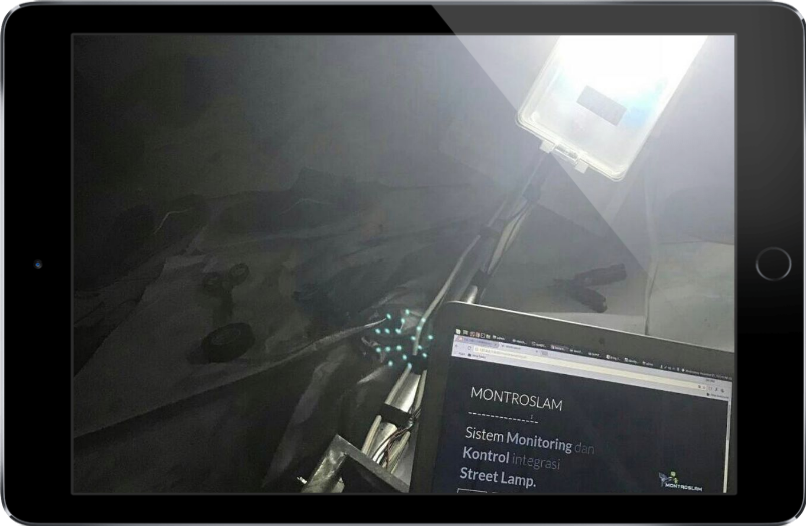 MONTROSLAM
----------------
Sistem Monitoring dan
Kontrol integrasi
Street Lamp.
MONTROSLAM